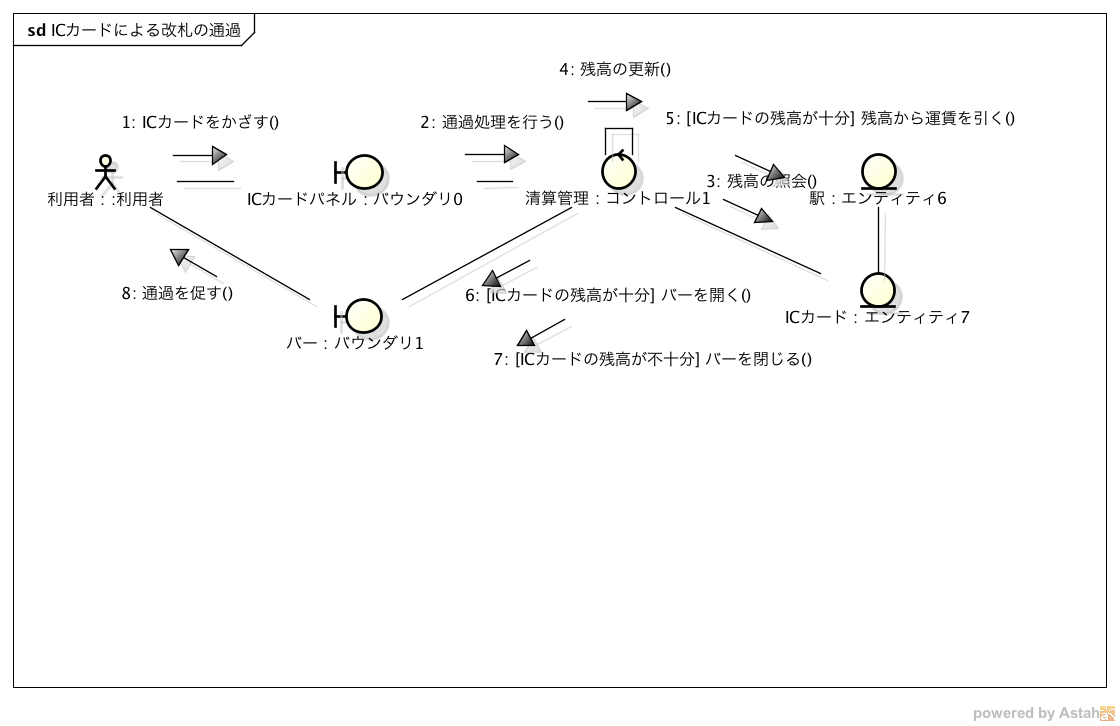 sd ICカードによる改札の通過
4: 残高の更新()
1: ICカードをかざす()
2: 通過処理を行う()
5: [ICカードの残高が十分] 残高から運賃を引く()
3: 残高の照会()
利用者 : :利用者
ICカードパネル : バウンダリ0
清算管理 : コントロール1
駅 : エンティティ6
8: 通過を促す()
6: [ICカードの残高が十分] バーを開く()
ICカード : エンティティ7
バー : バウンダリ1
7: [ICカードの残高が不十分] バーを閉じる()
powered by Astah